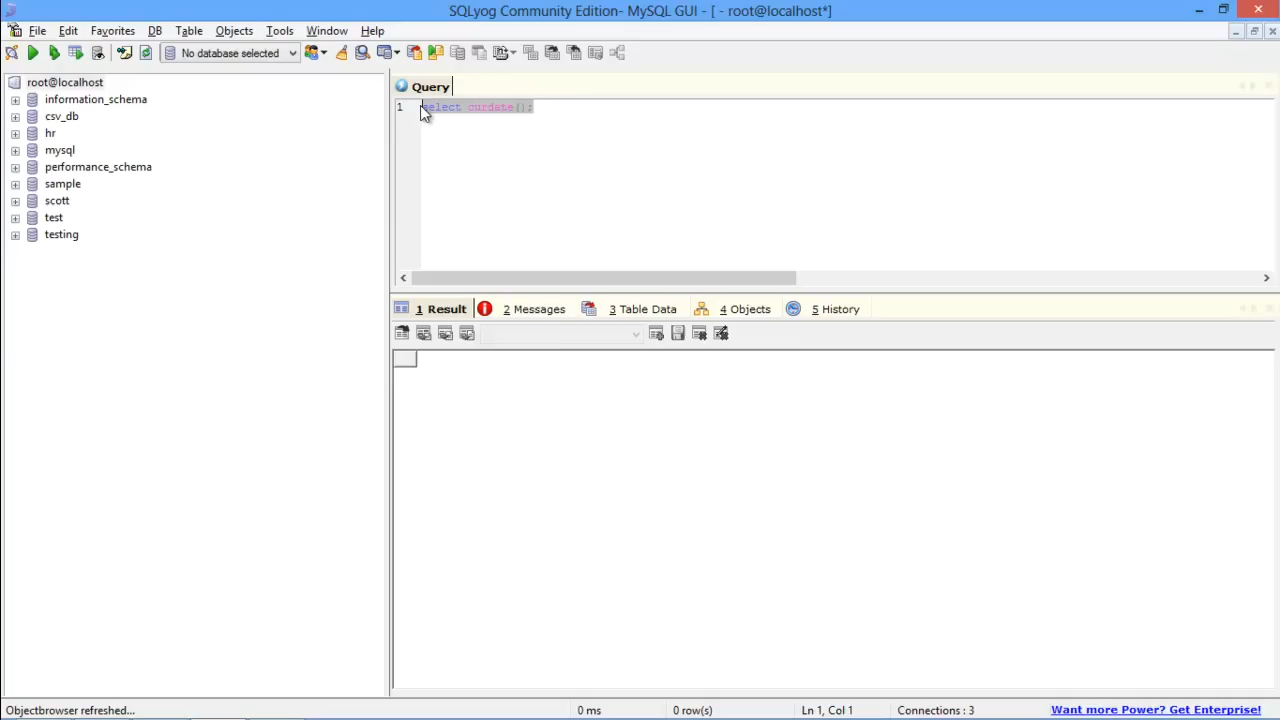 SQLyog Community Edition- MySQL GUI - [ - root@localhost*]
File Edit Favorites DB Table Objects Tools Window Help
No database selected
root@localhost
information_schema
csv_db
hr
mysql
performance_schema
sample
scott
test
testing
Query
1 select curdate();
1 Result 2 Messages 3 Table Data 4 Objects 5 History
Objectbrowser refreshed... 0 ms 0 row(s) Ln 1, Col 1 Connections : 3 Want more Power? Get Enterprise!